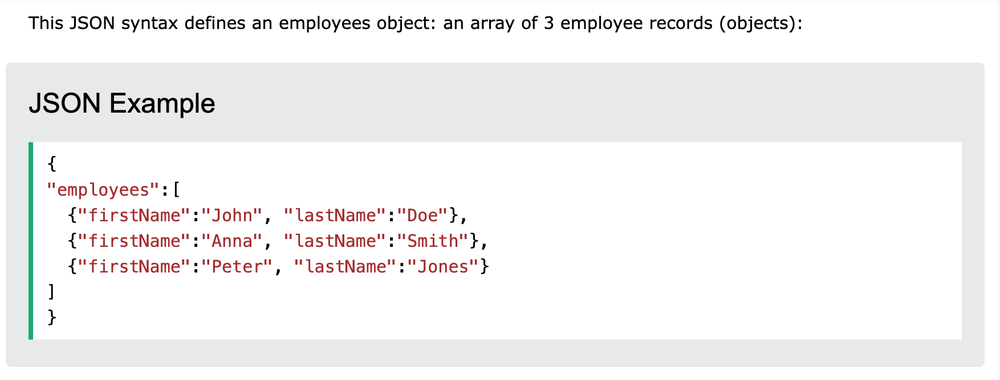 This JSON syntax defines an employees object: an array of 3 employee records (objects):
JSON Example
{
"employees":[
  {"firstName":"John", "lastName":"Doe"},
  {"firstName":"Anna", "lastName":"Smith"},
  {"firstName":"Peter", "lastName":"Jones"}
]
}